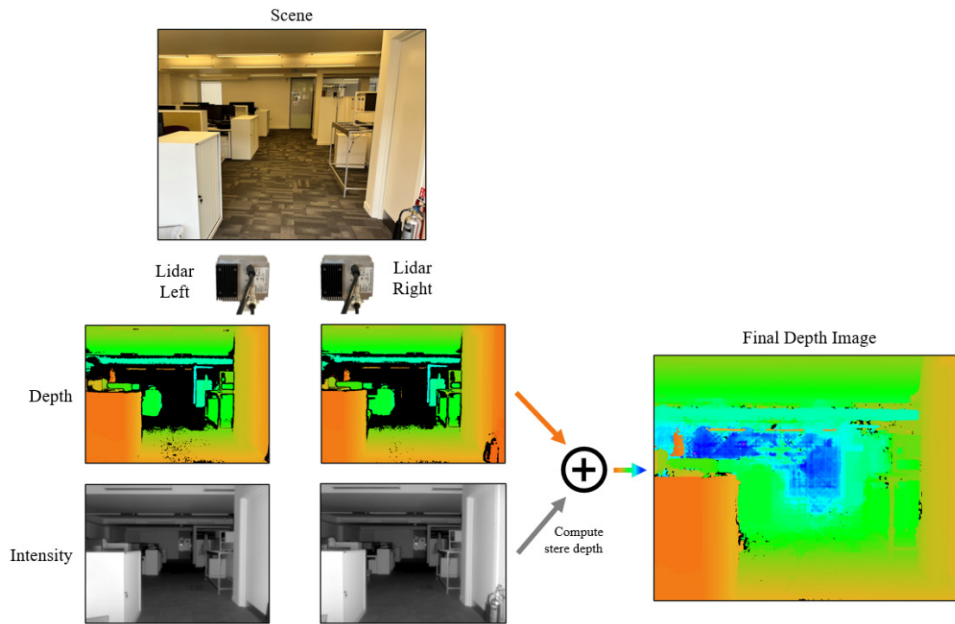 Scene
Lidar
Left
Lidar
Right
Depth
Intensity
Compute
stere depth
Final Depth Image